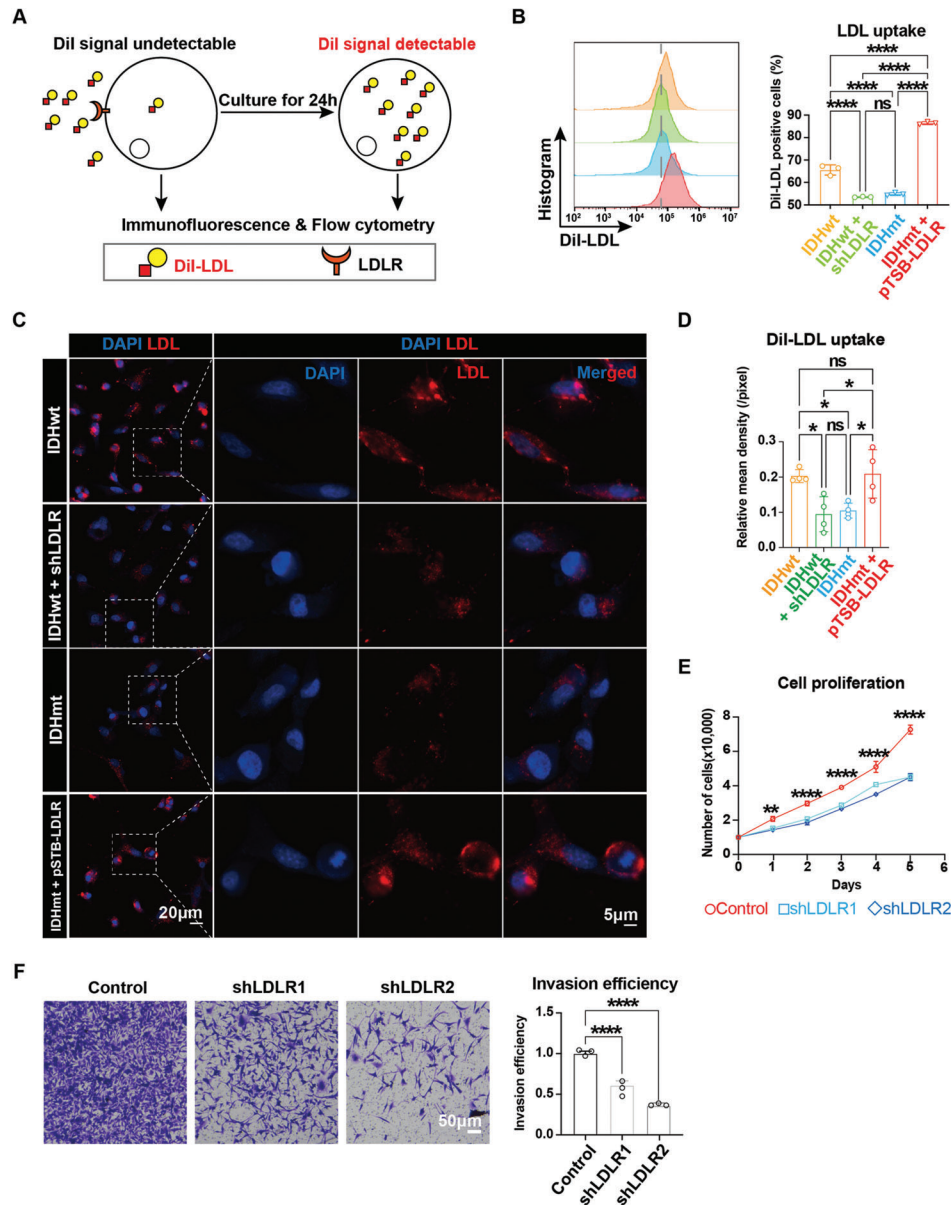 A
DiI signal undetectable
DiI signal detectable
Culture for 24h
Immunofluorescence & Flow cytometry
DiI-LDL
LDLR
B
Histogram
10² 10³ 10⁴ 10⁵ 10⁶ 10⁷
DiI-LDL
LDL uptake
****
****
**** ****
**** ns
DiI-LDL positive cells (%)
90
80
70
60
50
IDHwt
IDHwt +
shLDLR
IDHmt
IDHmt +
pTSB-LDLR
C
DAPI LDL
DAPI LDL
DAPI
LDL
Merged
IDHwt
IDHwt + shLDLR
IDHmt
IDHmt + pSTB-LDLR
20μm
5μm
D
DiI-LDL uptake
ns
*
*
* ns *
Relative mean density (/pixel)
0.3
0.2
0.1
0.0
IDHwt
IDHwt
+ shLDLR
IDHmt
IDHmt +
pTSB-LDLR
E
Cell proliferation
Number of cells(x10,000)
8
6
4
2
0
** **** **** **** ****
0 1 2 3 4 5 6
Days
Control shLDLR1 shLDLR2
F
Control
shLDLR1
shLDLR2
50μm
Invasion efficiency
****
****
Invasion efficiency
1.5
1.0
0.5
0.0
Control
shLDLR1
shLDLR2